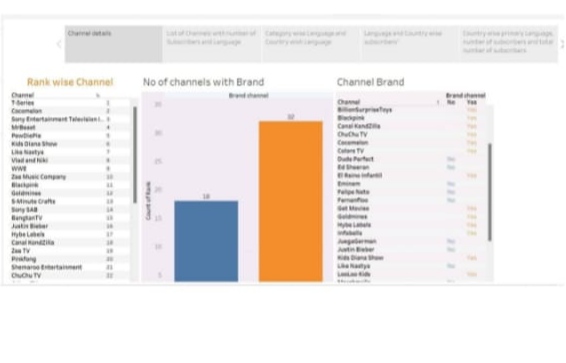 Channel details
List of Channels with number of
Subscribers and Language
Category wise Language and
Country wist Language
Language and Country wise
subscribers'
Country wise primary Language,
number of subscribers and total
number of subscribers
Rank wise Channel
Channel
T-Series 1
Cocomelon 2
Sony Entertainment Television I.. 3
MrBeast 4
PewDiePie 5
Kids Diana Show 6
Like Nastya 7
Vlad and Niki 8
WWE 9
Zee Music Company 10
Blackpink 11
Goldmines 12
5-Minute Crafts 13
Sony SAB 14
BangtanTV 15
Justin Bieber 16
Hybe Labels 17
Canal KondZilla 18
Zee TV 19
Pinkfong 20
Shemaroo Entertainment 21
ChuChu TV 22
No of channels with Brand
Brand channel
Count of Rank
35
30
25
20
15
10
5
18
32
Channel Brand
Brand channel
Channel No Yes
BillionSurpriseToys Yes
Blackpink Yes
Canal KondZilla Yes
ChuChu TV Yes
Cocomelon Yes
Colors TV Yes
Dude Perfect No
Ed Sheeran No
El Reino Infantil Yes
Eminem No
Felipe Neto No
Fernanfloo No
Get Movies Yes
Goldmines Yes
Hybe Labels Yes
Infobells Yes
JuegaGerman No
Justin Bieber No
Kids Diana Show Yes
Like Nastya No
LooLoo Kids Yes